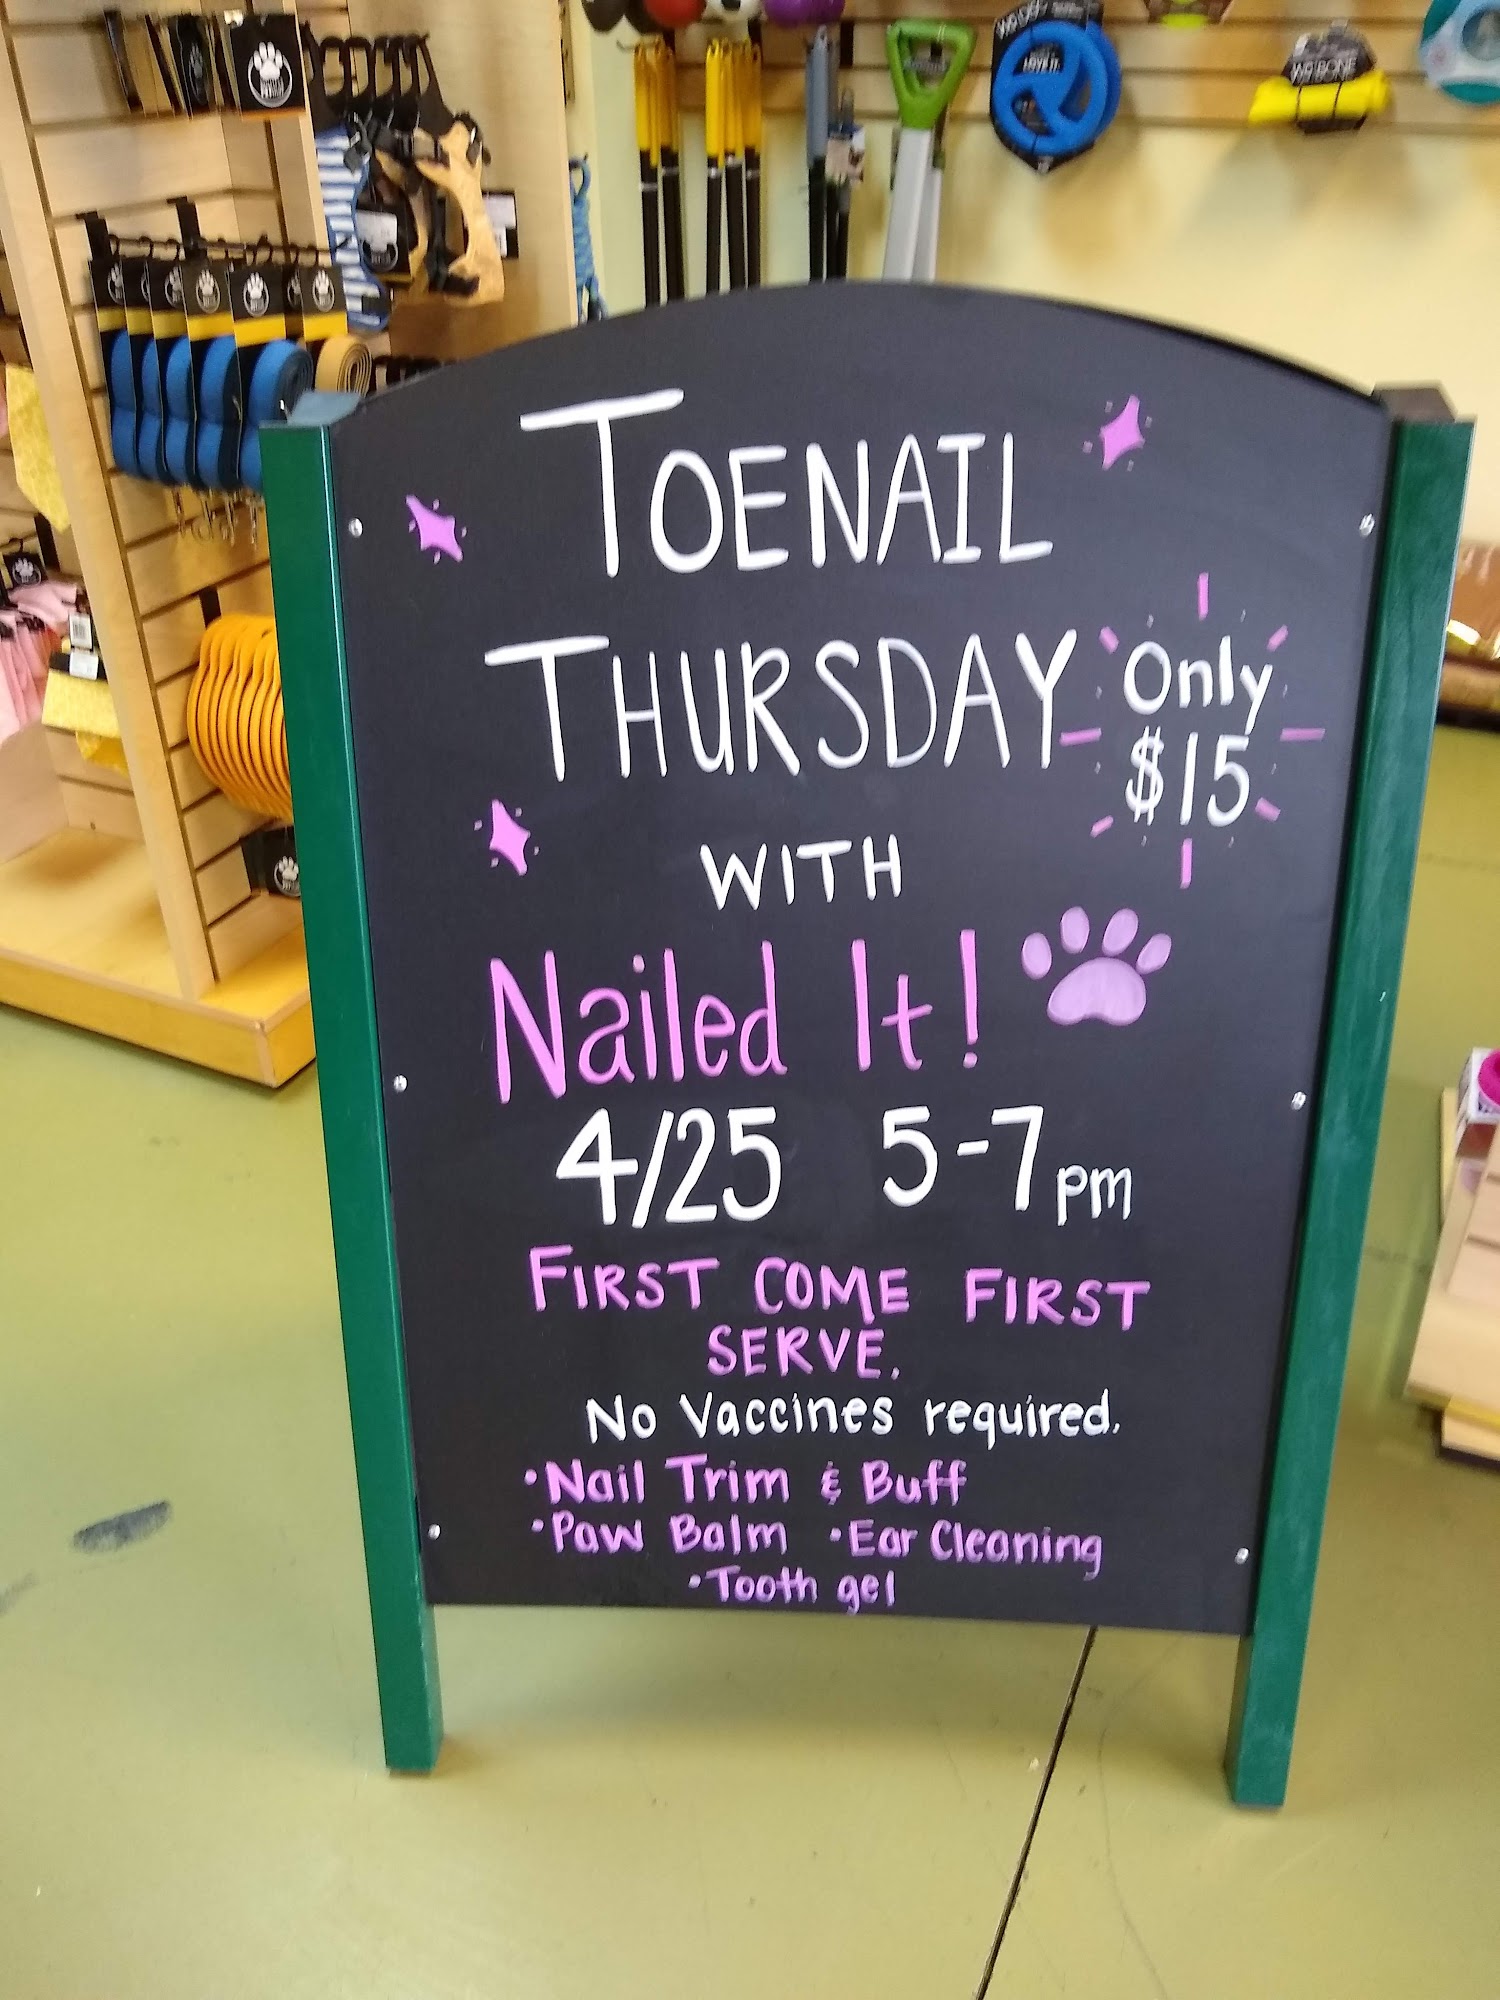 TOENAIL
THURSDAY
Only
$15
WITH
Nailed It!
4/25 5-7pm
FIRST COME FIRST
SERVE.
No Vaccines required.
•Nail Trim & Buff
•Paw Balm •Ear Cleaning
•Tooth gel